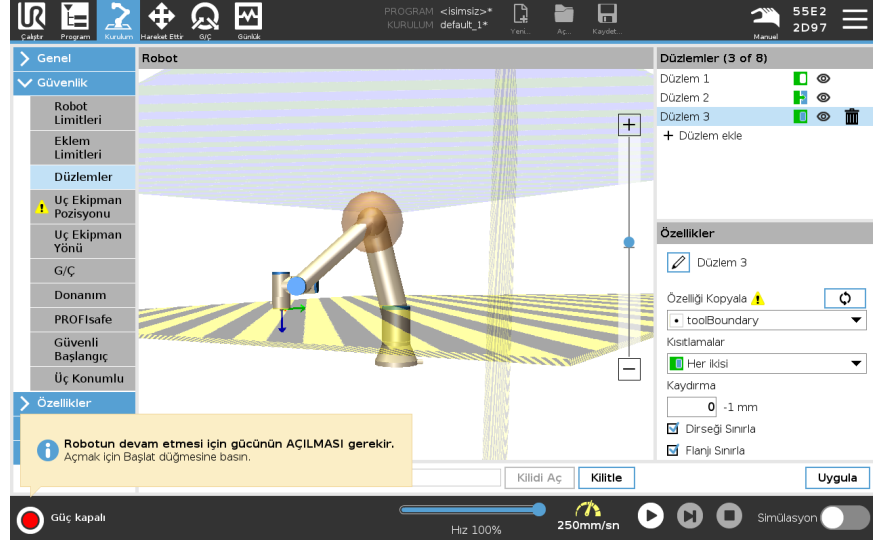 PROGRAM <isimsiz>*
KURULUM default_1*
Çalıştır
Program
Kurulum
Hareket Ettir
G/Ç
Günlük
Yeni...
Aç...
Kaydet...
Manuel
55E2
2D97
Genel
Güvenlik
Robot
Limitleri
Eklem
Limitleri
Düzlemler
Uç Ekipman
Pozisyonu
Uç Ekipman
Yönü
G/Ç
Donanım
PROFIsafe
Güvenli
Başlangıç
Üç Konumlu
Özellikler
Robot
Düzlemler (3 of 8)
Düzlem 1
Düzlem 2
Düzlem 3
+ Düzlem ekle
Özellikler
Düzlem 3
Özelliği Kopyala
toolBoundary
Kısıtlamalar
Her ikisi
Kaydırma
0 -1 mm
Dirseği Sınırla
Flanjı Sınırla
Robotun devam etmesi için gücünün AÇILMASI gerekir.
Açmak için Başlat düğmesine basın.
Kilidi Aç
Kilitle
Uygula
Güç kapalı
Hız 100%
250mm/sn
Simülasyon